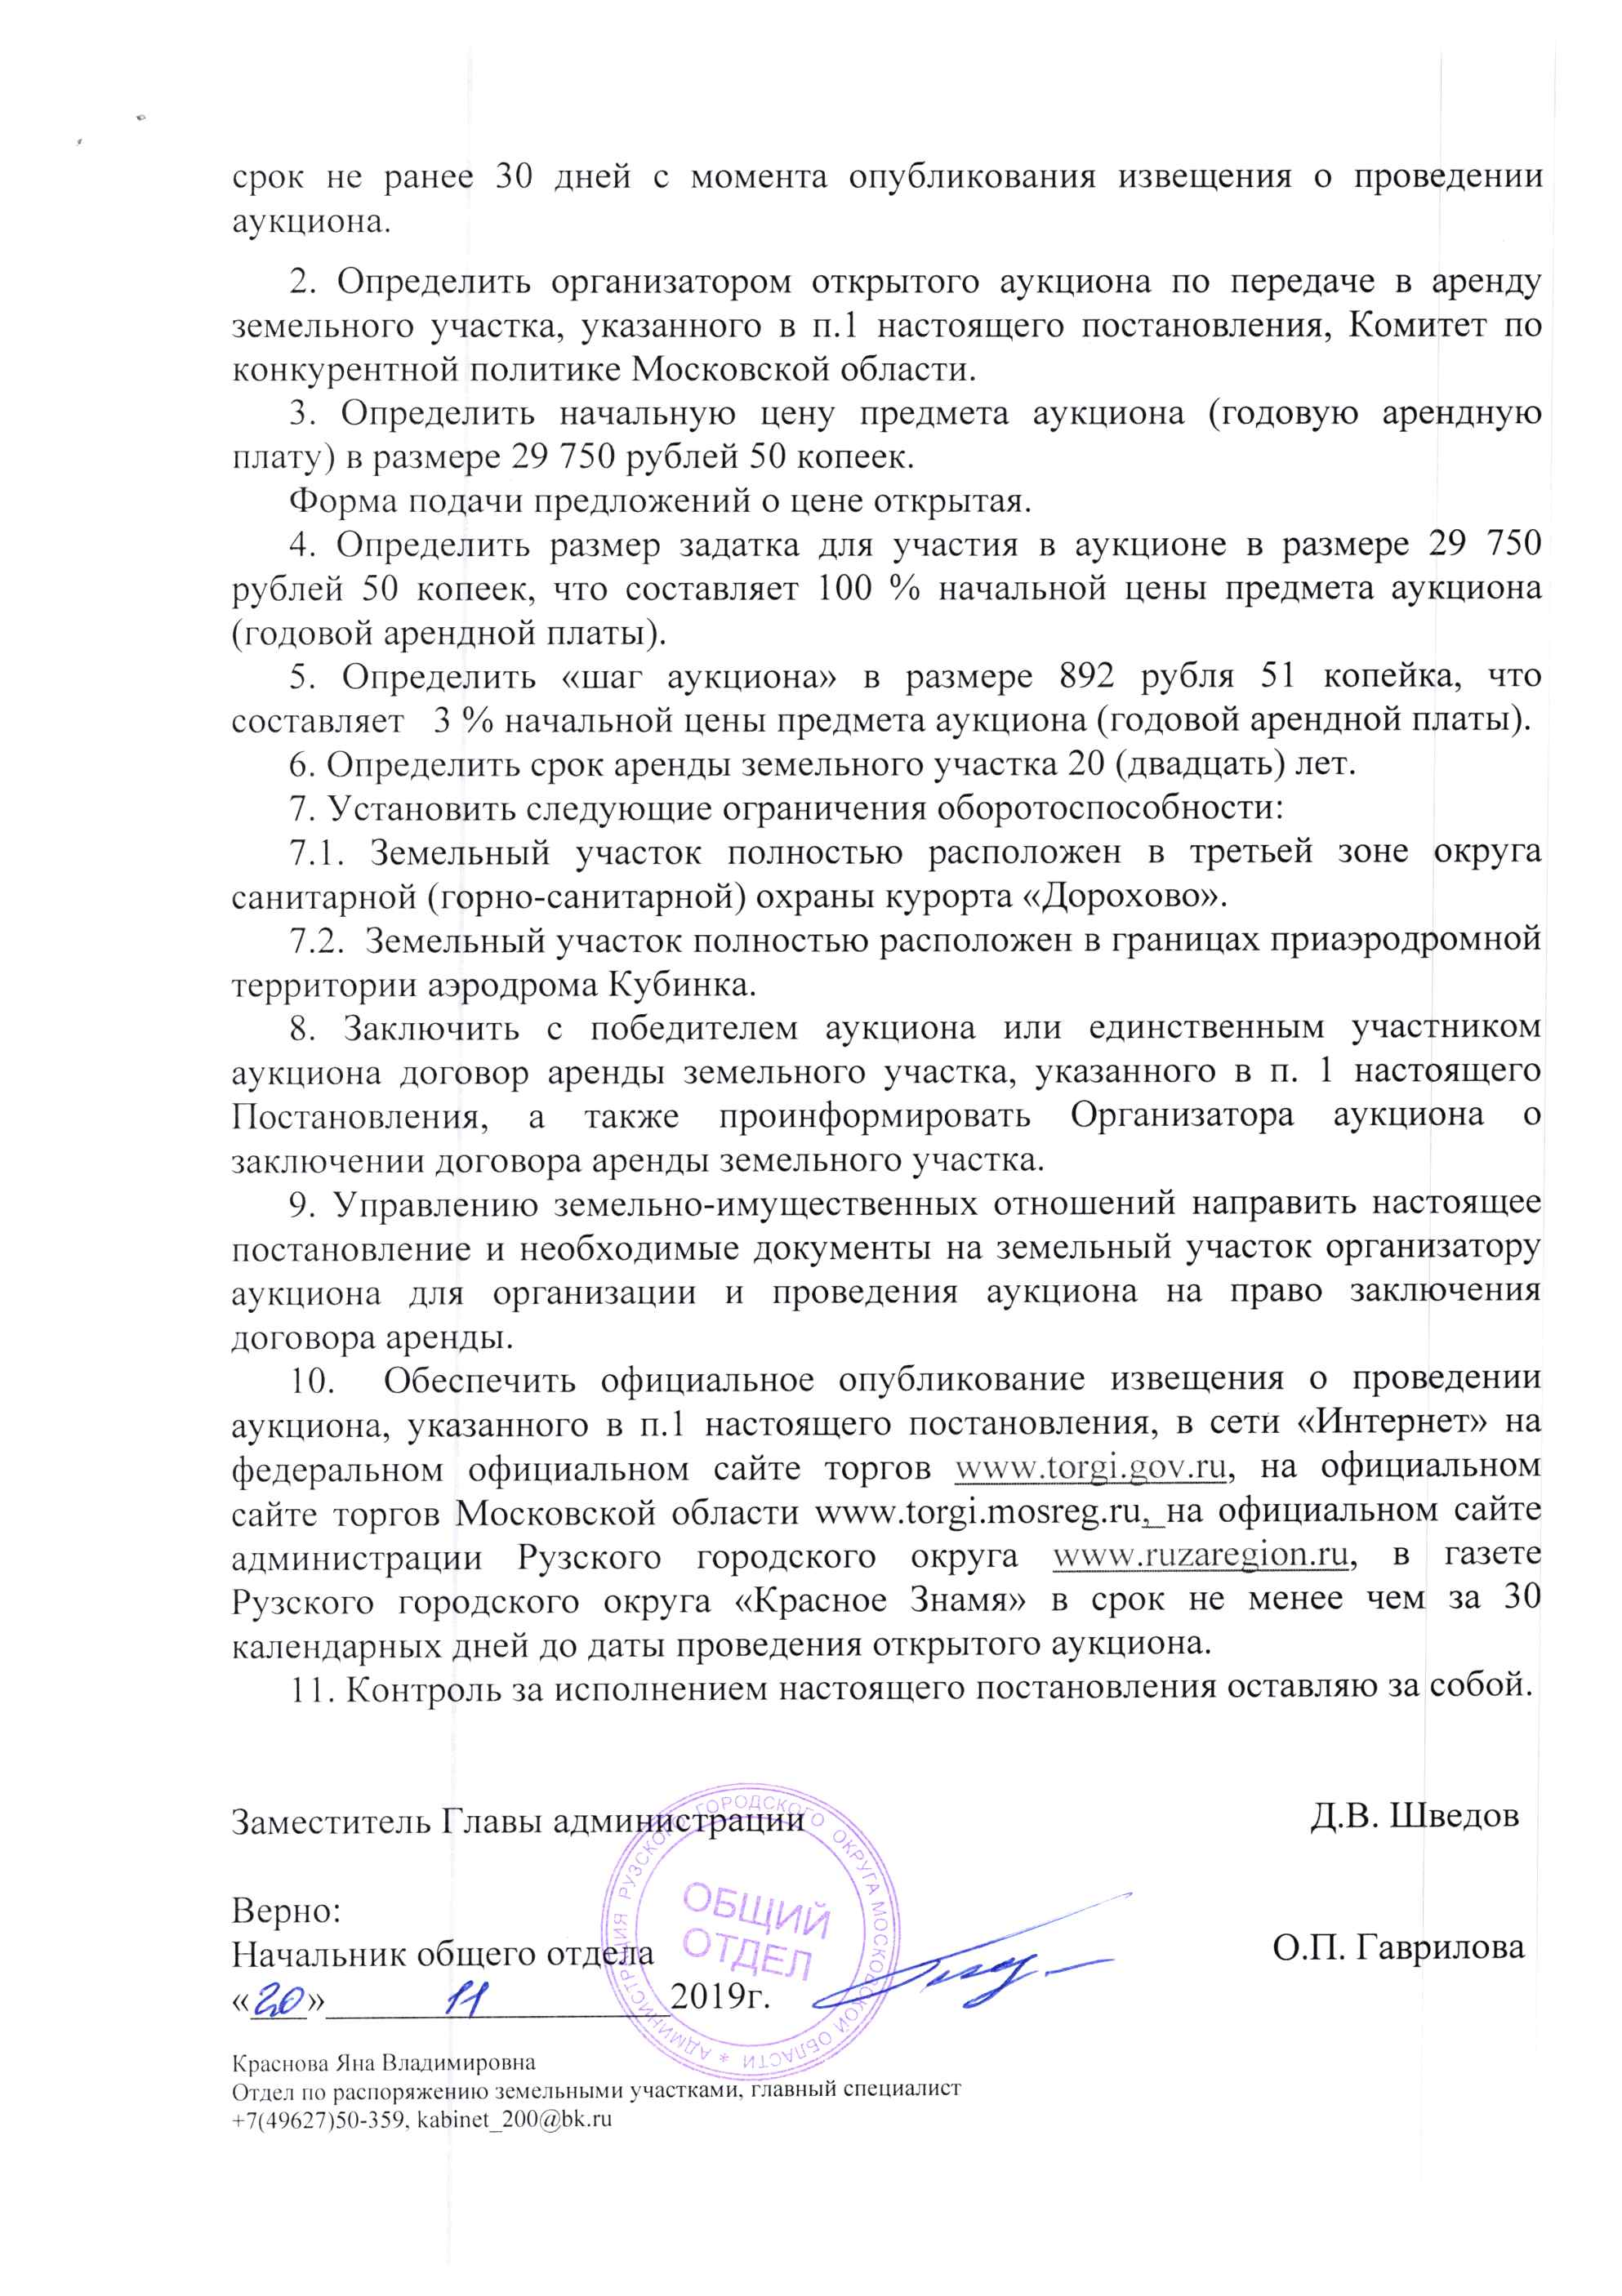 срок не ранее 30 дней с момента опубликования извещения о проведении
аукциона.
2. Определить организатором открытого аукциона по передаче в аренду
земельного участка, указанного в п.1 настоящего постановления, Комитет по
конкурентной политике Московской области.
3. Определить начальную цену предмета аукциона (годовую арендную
плату) в размере 29 750 рублей 50 копеек.
Форма подачи предложений о цене открытая.
4. Определить размер задатка для участия в аукционе в размере 29 750
рублей 50 копеек, что составляет 100 % начальной цены предмета аукциона
(годовой арендной платы).
5. Определить «шаг аукциона» в размере 892 рубля 51 копейка, что
составляет 3 % начальной цены предмета аукциона (годовой арендной платы).
6. Определить срок аренды земельного участка 20 (двадцать) лет.
7. Установить следующие ограничения оборотоспособности:
7.1. Земельный участок полностью расположен в третьей зоне округа
санитарной (горно-санитарной) охраны курорта «Дорохово».
7.2. Земельный участок полностью расположен в границах приаэродромной
территории аэродрома Кубинка.
8. Заключить с победителем аукциона или единственным участником
аукциона договор аренды земельного участка, указанного в п. 1 настоящего
Постановления, а также проинформировать Организатора аукциона о
заключении договора аренды земельного участка.
9. Управлению земельно-имущественных отношений направить настоящее
постановление и необходимые документы на земельный участок организатору
аукциона для организации и проведения аукциона на право заключения
договора аренды.
10. Обеспечить официальное опубликование извещения о проведении
аукциона, указанного в п.1 настоящего постановления, в сети «Интернет» на
федеральном официальном сайте торгов www.torgi.gov.ru, на официальном
сайте торгов Московской области www.torgi.mosreg.ru, на официальном сайте
администрации Рузского городского округа www.ruzaregion.ru, в газете
Рузского городского округа «Красное Знамя» в срок не менее чем за 30
календарных дней до даты проведения открытого аукциона.
11. Контроль за исполнением настоящего постановления оставляю за собой.
Заместитель Главы администрации Д.В. Шведов
Верно:
Начальник общего отдела О.П. Гаврилова
«20» 11 2019г.
АДМИНИСТРАЦИЯ РУЗСКОГО ГОРОДСКОГО ОКРУГА МОСКОВСКОЙ ОБЛАСТИ *
ОБЩИЙ
ОТДЕЛ
Краснова Яна Владимировна
Отдел по распоряжению земельными участками, главный специалист
+7(49627)50-359, kabinet_200@bk.ru